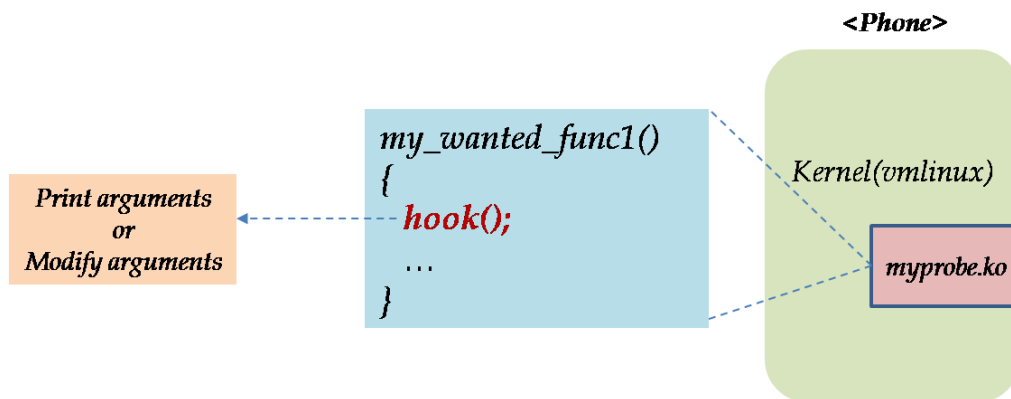 <Phone>
my_wanted_func1()
{
hook();
...
}
Print arguments
or
Modify arguments
Kernel(vmlinux)
myprobe.ko